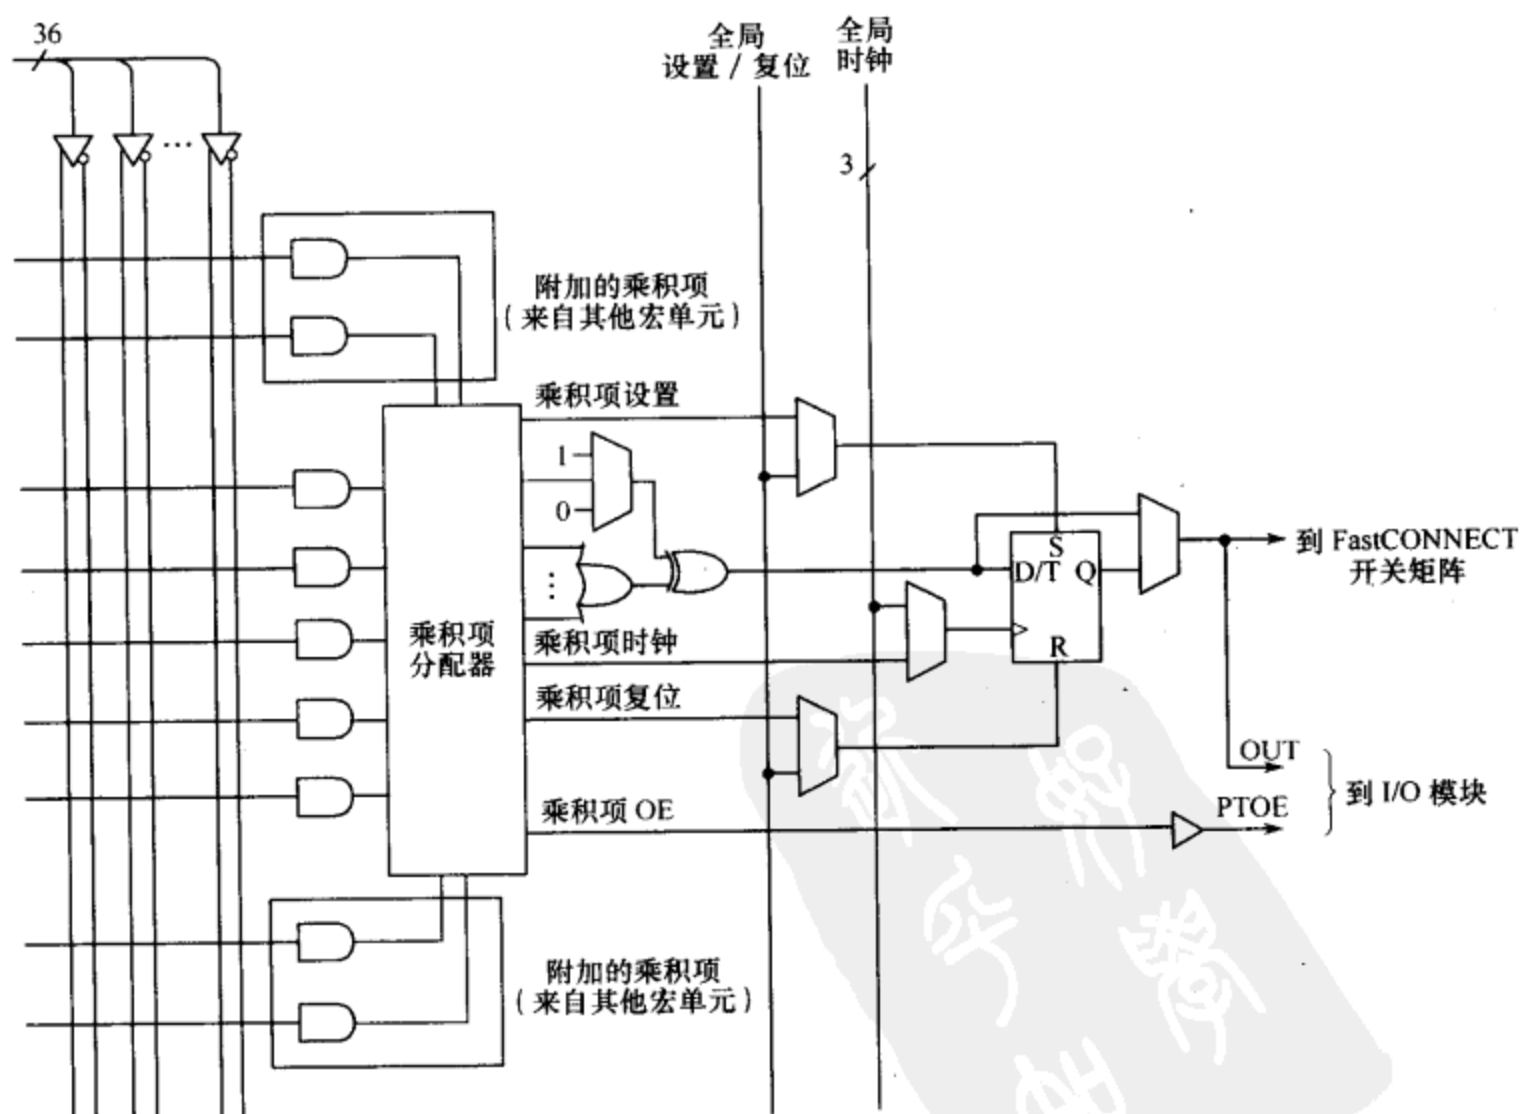 36
全局
设置 / 复位
全局
时钟
3
附加的乘积项
(来自其他宏单元)
乘积项设置
1
0
乘积项
分配器
乘积项时钟
乘积项复位
乘积项 OE
S
D/T Q
R
到 FastCONNECT
开关矩阵
OUT
PTOE
到 I/O 模块
附加的乘积项
(来自其他宏单元)